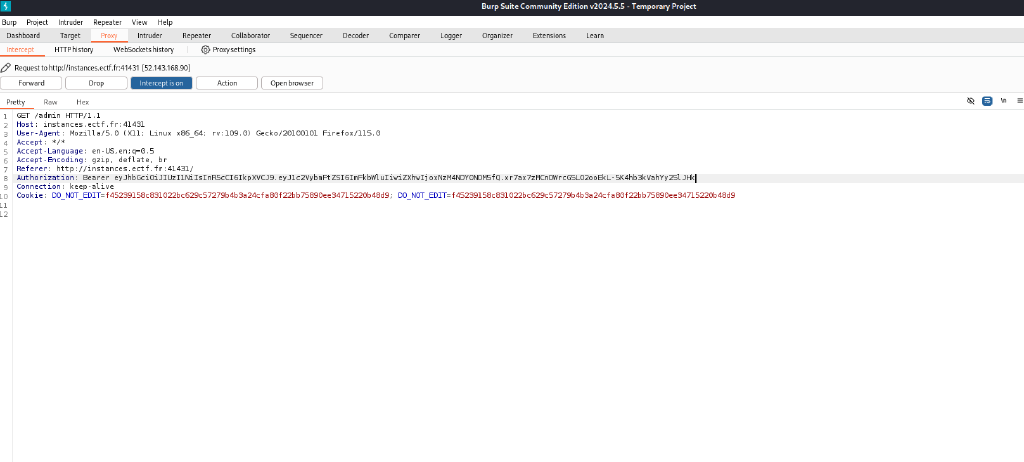 Burp Suite Community Edition v2024.5.5 - Temporary Project
Burp Project Intruder Repeater View Help
Dashboard Target Proxy Intruder Repeater Collaborator Sequencer Decoder Comparer Logger Organizer Extensions Learn
Intercept HTTP history WebSockets history Proxy settings
Request to http://instances.ectf.fr:41431 [52.143.168.90]
Forward Drop Intercept is on Action Open browser
Pretty Raw Hex \n
1 GET /admin HTTP/1.1
2 Host: instances.ectf.fr:41431
3 User-Agent: Mozilla/5.0 (X11; Linux x86_64; rv:109.0) Gecko/20100101 Firefox/115.0
4 Accept: */*
5 Accept-Language: en-US,en;q=0.5
6 Accept-Encoding: gzip, deflate, br
7 Referer: http://instances.ectf.fr:41431/
8 Authorization: Bearer
9 Connection: keep-alive
10 Cookie: DO_NOT_EDIT=f45239158c831022bc629c57279b4b3a24cfa80f22bb75890ee34715220b48d9; DO_NOT_EDIT=f45239158c831022bc629c57279b4b3a24cfa80f22bb75890ee34715220b48d9
11
12